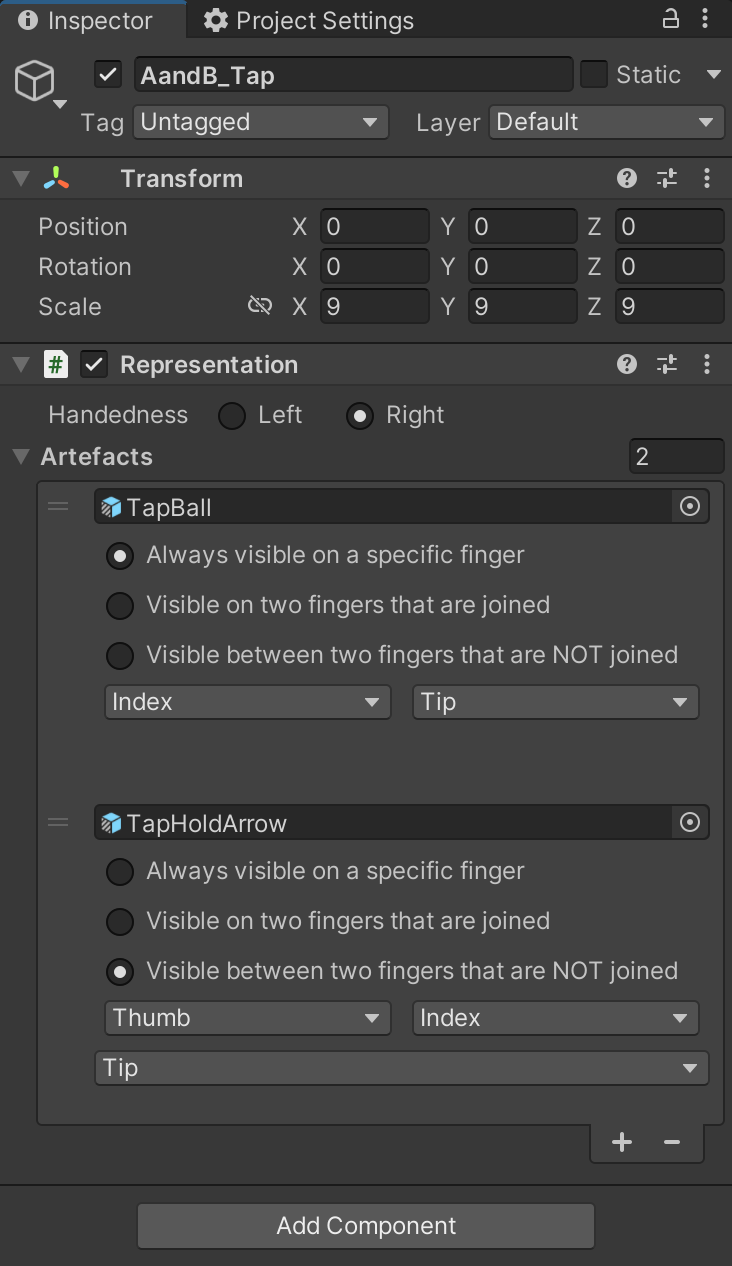 Inspector Project Settings
AandB_Tap Static
Tag Untagged Layer Default
Transform
Position X 0 Y 0 Z 0
Rotation X 0 Y 0 Z 0
Scale X 9 Y 9 Z 9
# Representation
Handedness Left Right
Artefacts 2
TapBall
Always visible on a specific finger
Visible on two fingers that are joined
Visible between two fingers that are NOT joined
Index Tip
TapHoldArrow
Always visible on a specific finger
Visible on two fingers that are joined
Visible between two fingers that are NOT joined
Thumb Index
Tip
+ −
Add Component